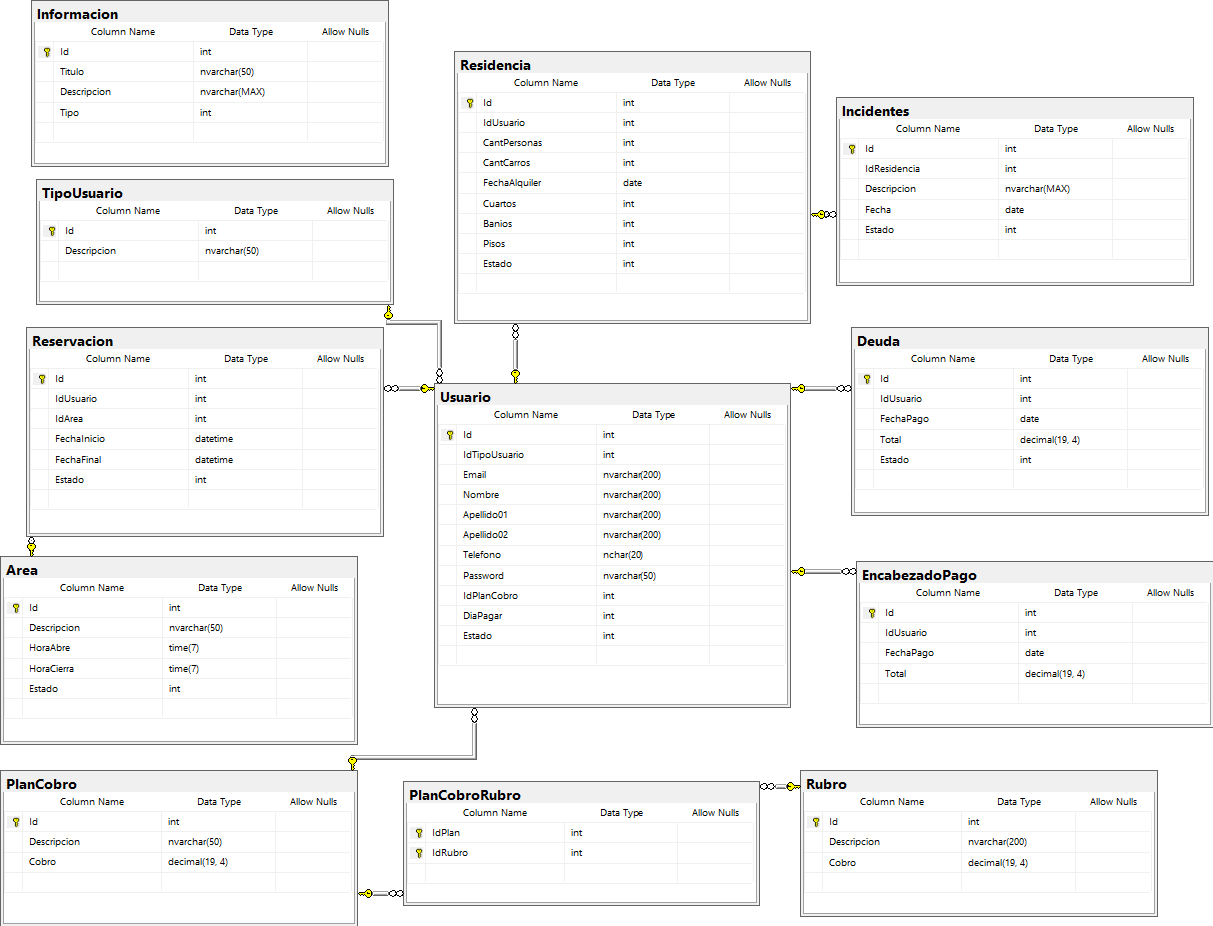 Informacion
Column Name Data Type Allow Nulls
Id int
Titulo nvarchar(50)
Descripcion nvarchar(MAX)
Tipo int
TipoUsuario
Column Name Data Type Allow Nulls
Id int
Descripcion nvarchar(50)
Residencia
Column Name Data Type Allow Nulls
Id int
IdUsuario int
CantPersonas int
CantCarros int
FechaAlquiler date
Cuartos int
Banios int
Pisos int
Estado int
Incidentes
Column Name Data Type Allow Nulls
Id int
IdResidencia int
Descripcion nvarchar(MAX)
Fecha date
Estado int
Reservacion
Column Name Data Type Allow Nulls
Id int
IdUsuario int
IdArea int
FechaInicio datetime
FechaFinal datetime
Estado int
Usuario
Column Name Data Type Allow Nulls
Id int
IdTipoUsuario int
Email nvarchar(200)
Nombre nvarchar(200)
Apellido01 nvarchar(200)
Apellido02 nvarchar(200)
Telefono nchar(20)
Password nvarchar(50)
IdPlanCobro int
DiaPagar int
Estado int
Deuda
Column Name Data Type Allow Nulls
Id int
IdUsuario int
FechaPago date
Total decimal(19, 4)
Estado int
Area
Column Name Data Type Allow Nulls
Id int
Descripcion nvarchar(50)
HoraAbre time(7)
HoraCierra time(7)
Estado int
EncabezadoPago
Column Name Data Type Allow Nulls
Id int
IdUsuario int
FechaPago date
Total decimal(19, 4)
PlanCobro
Column Name Data Type Allow Nulls
Id int
Descripcion nvarchar(50)
Cobro decimal(19, 4)
PlanCobroRubro
Column Name Data Type Allow Nulls
IdPlan int
IdRubro int
Rubro
Column Name Data Type Allow Nulls
Id int
Descripcion nvarchar(200)
Cobro decimal(19, 4)